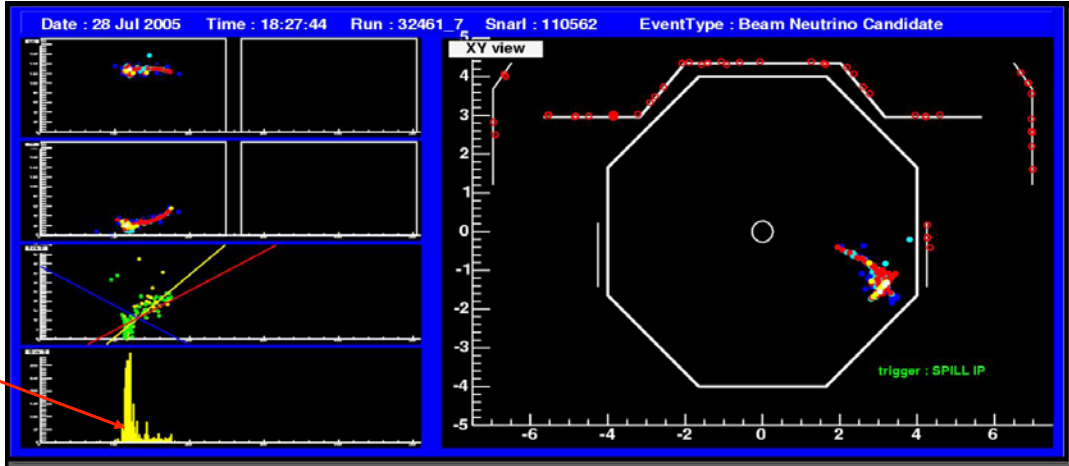 Date : 28 Jul 2005 Time : 18:27:44 Run : 32461_7 Snarl : 110562 EventType : Beam Neutrino Candidate
XY view
5
4
3
2
1
0
-1
-2
-3
-4
-5
-6 -4 -2 0 2 4 6
trigger : SPILL IP